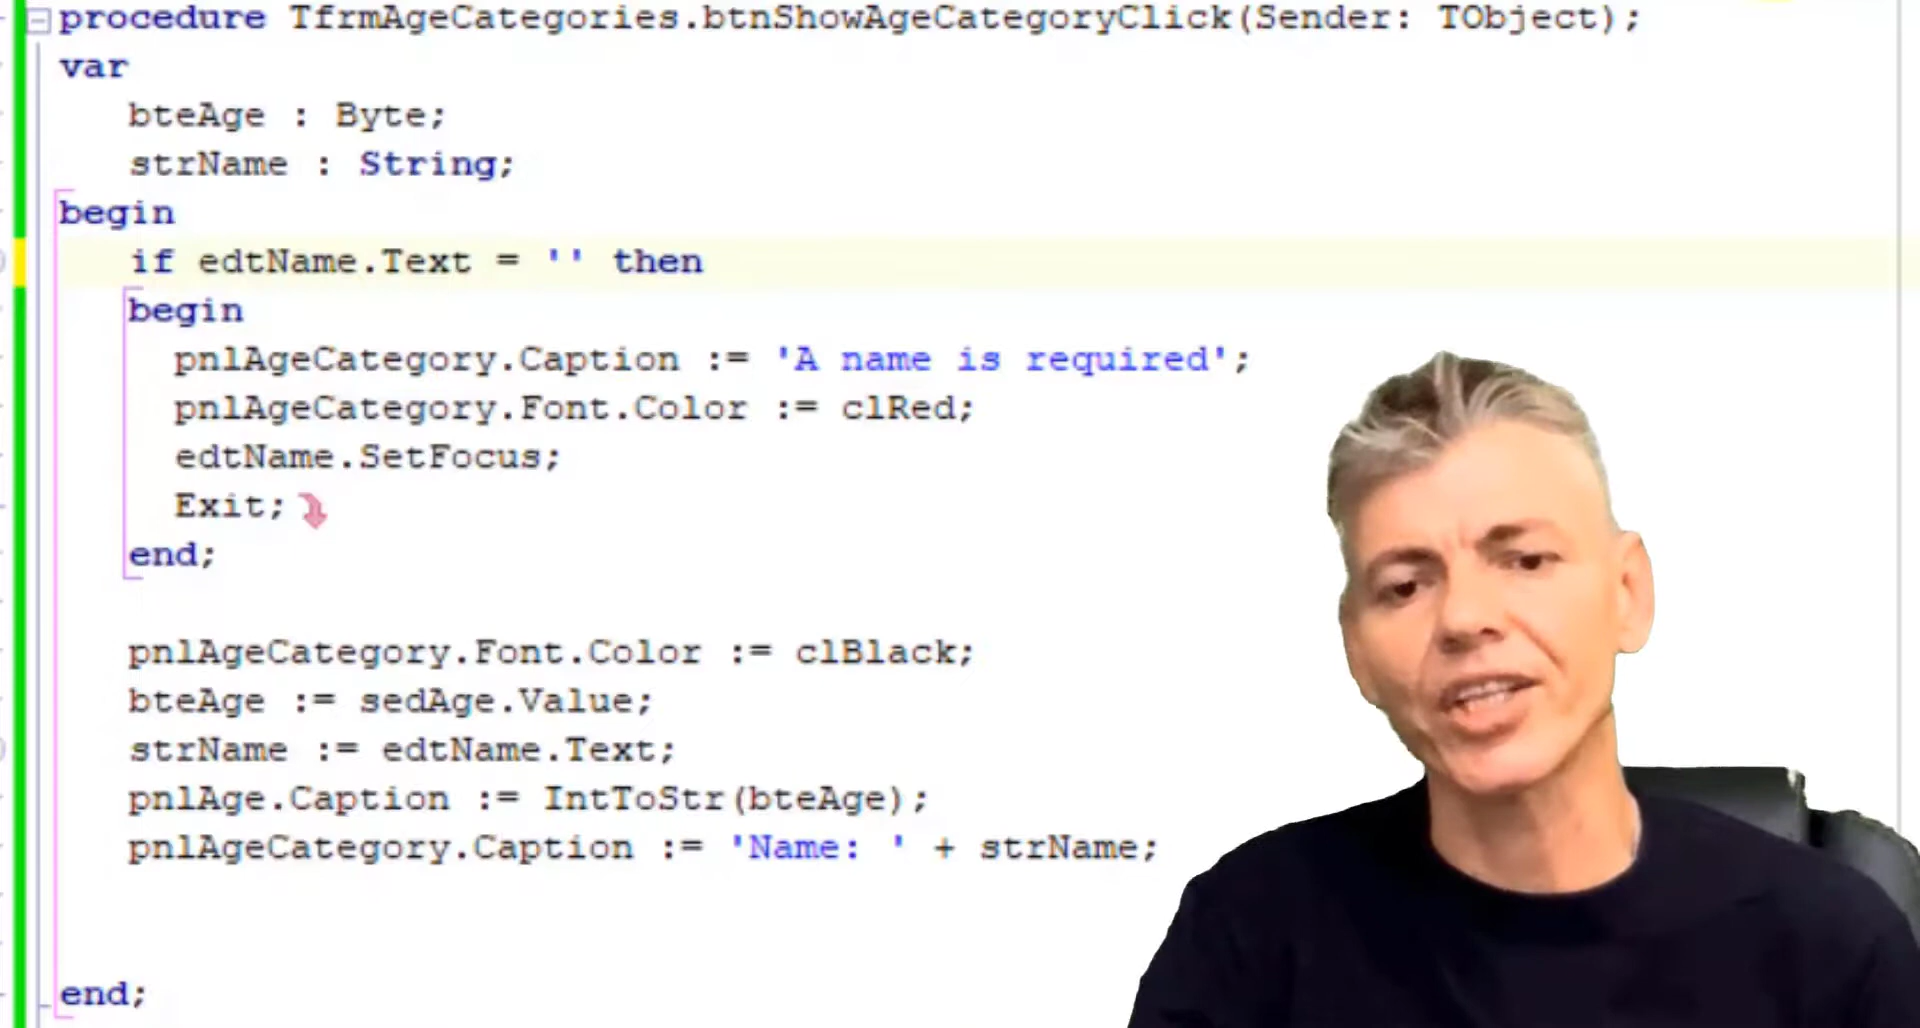 procedure TfrmAgeCategories.btnShowAgeCategoryClick(Sender: TObject);
var
bteAge : Byte;
strName : String;
begin
if edtName.Text = '' then
begin
pnlAgeCategory.Caption := 'A name is required';
pnlAgeCategory.Font.Color := clRed;
edtName.SetFocus;
Exit;
end;
pnlAgeCategory.Font.Color := clBlack;
bteAge := sedAge.Value;
strName := edtName.Text;
pnlAge.Caption := IntToStr(bteAge);
pnlAgeCategory.Caption := 'Name: ' + strName;
end;